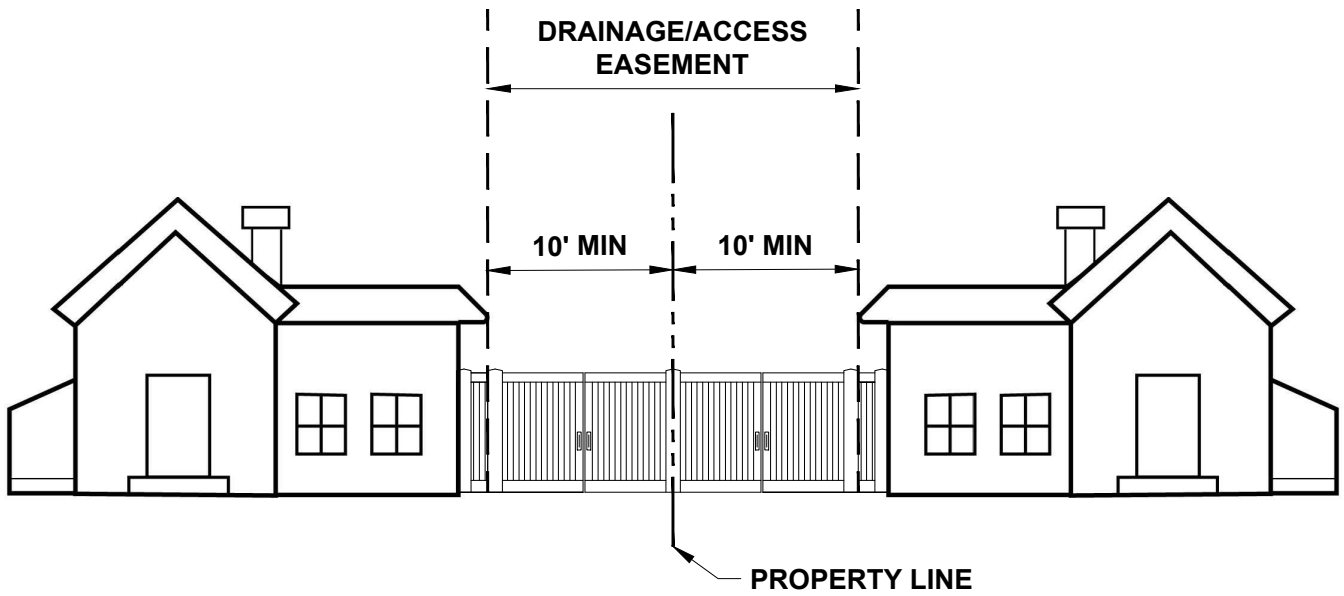 DRAINAGE/ACCESS
EASEMENT
10' MIN
10' MIN
PROPERTY LINE